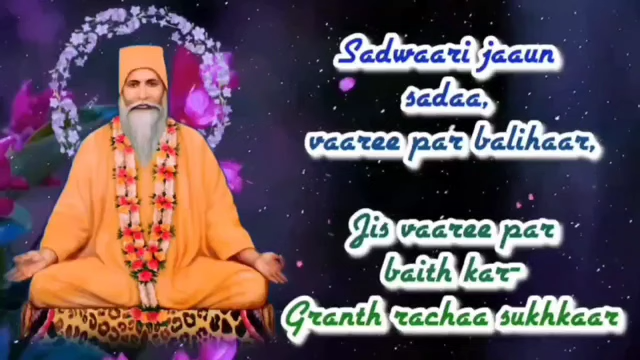 Sadwaari jaaun
sadaa,
vaaree par balihaar,
Jis vaaree par
baith kar-
Granth rachaa sukhkaar